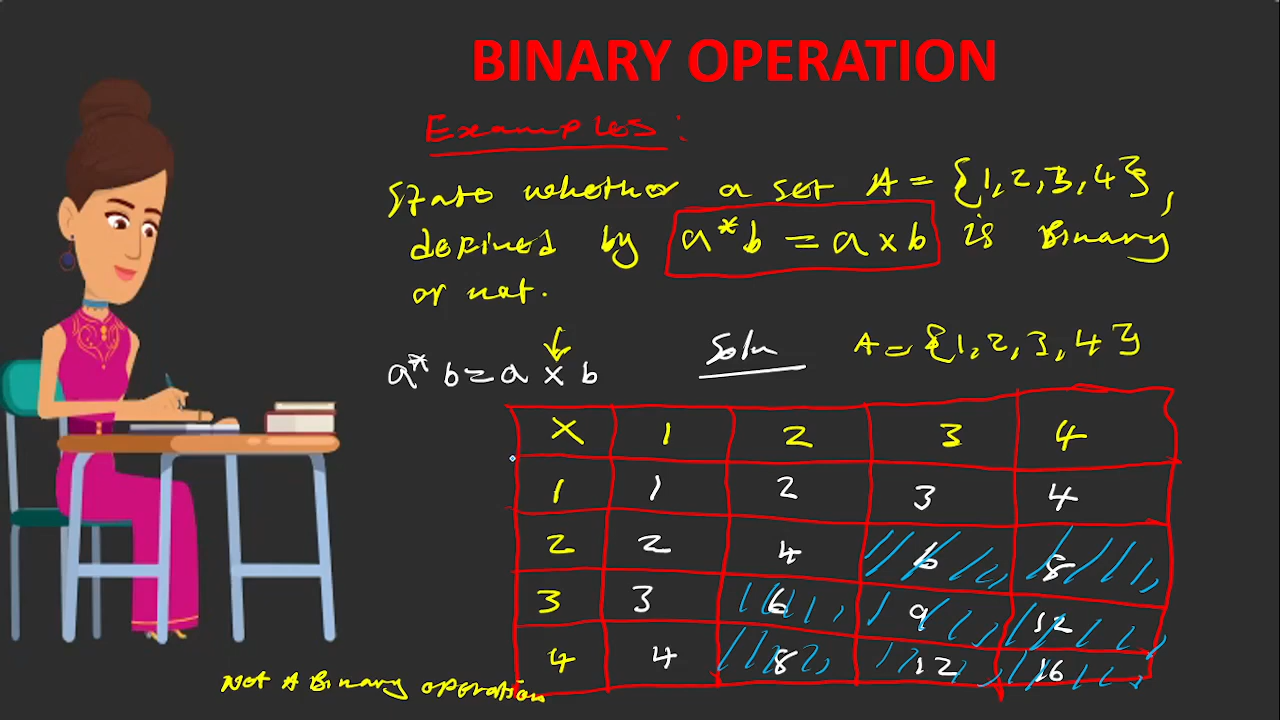 BINARY OPERATION
Examples:
State whether a set A = {1,2,3,4},
defined by a*b = a x b is Binary
or not.
a* b = a x b
Soln
A = {1,2,3,4}
X 1 2 3 4
1 1 2 3 4
2 2 4 6 8
3 3 6 9 12
4 4 8 12 16
Not A Binary operation